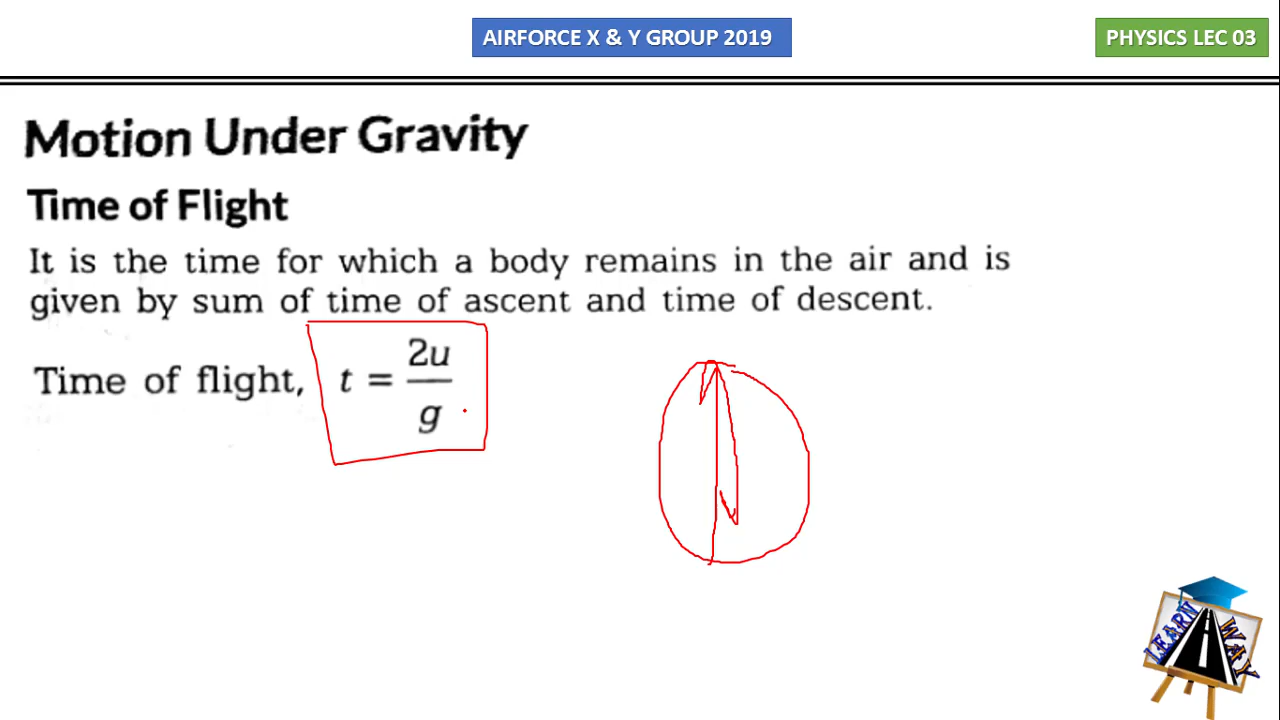 AIRFORCE X & Y GROUP 2019
PHYSICS LEC 03
Motion Under Gravity
Time of Flight
It is the time for which a body remains in the air and is
given by sum of time of ascent and time of descent.
Time of flight, t = 2u/g
LEARN WAY